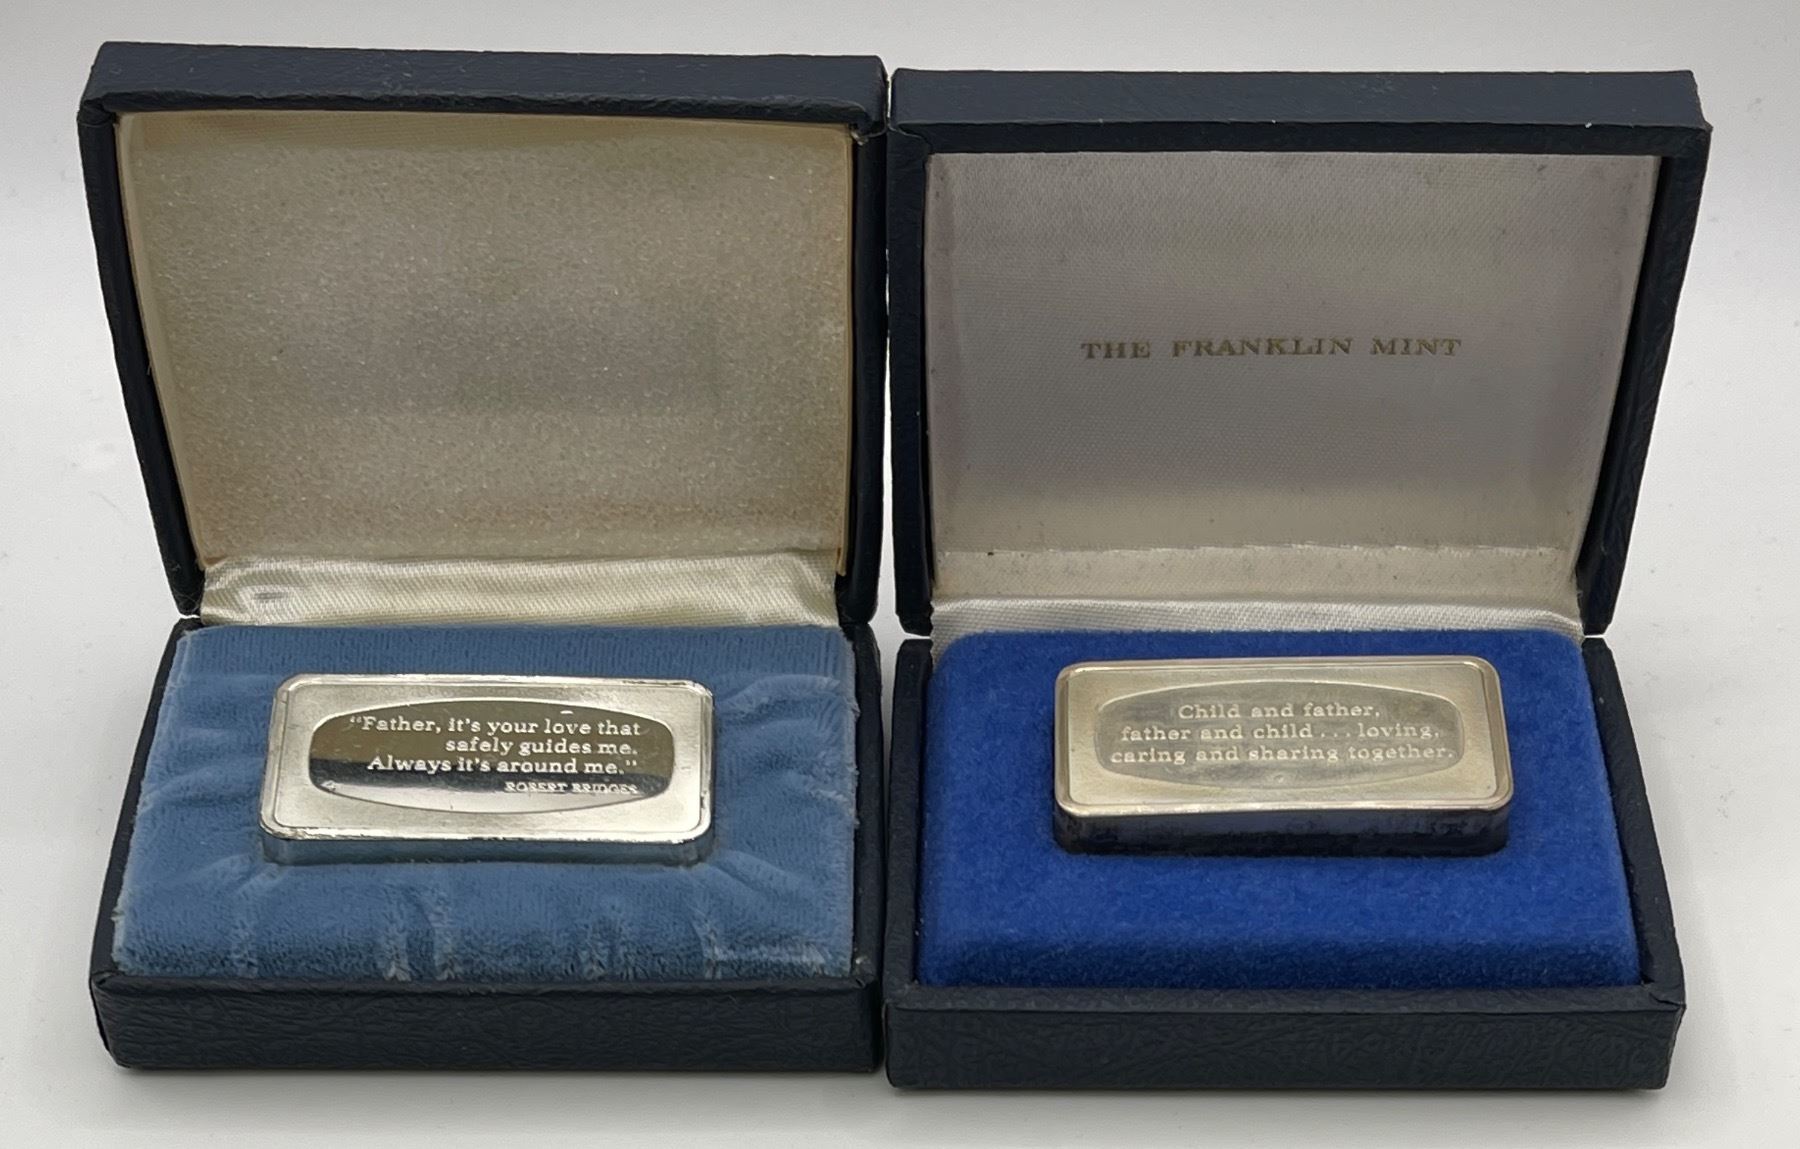 "Father, it's your love that
safely guides me.
Always it's around me."
ROBERT BRIDGES
THE FRANKLIN MINT
Child and father,
father and child...loving,
caring and sharing together.